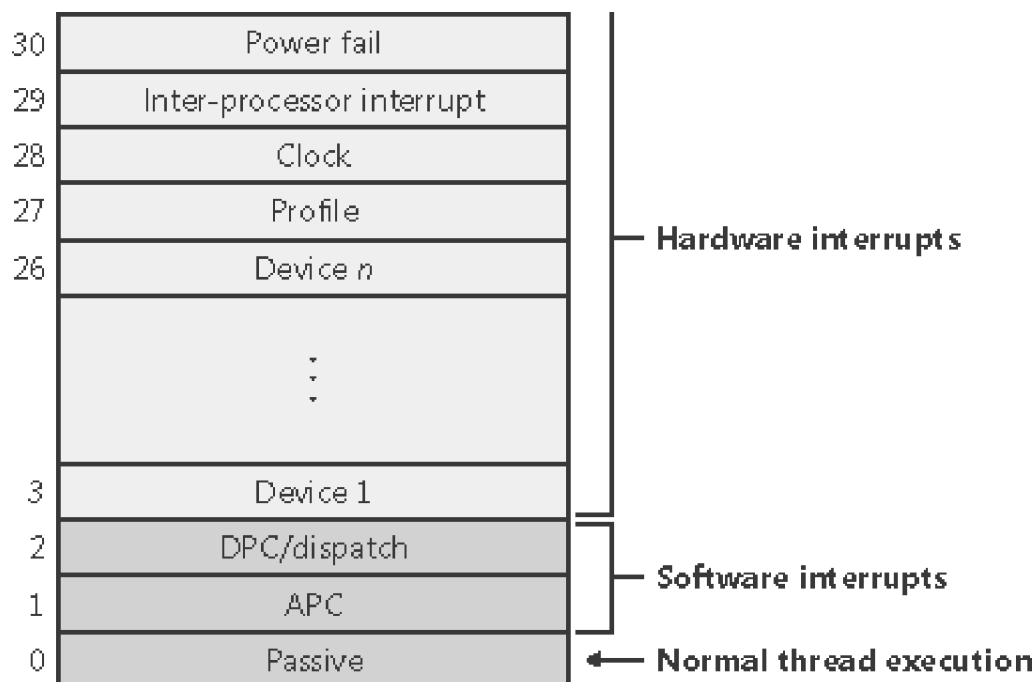 30 Power fail
29 Inter-processor interrupt
28 Clock
27 Profile
26 Device n
Hardware interrupts
3 Device 1
2 DPC/dispatch
Software interrupts
1 APC
0 Passive Normal thread execution